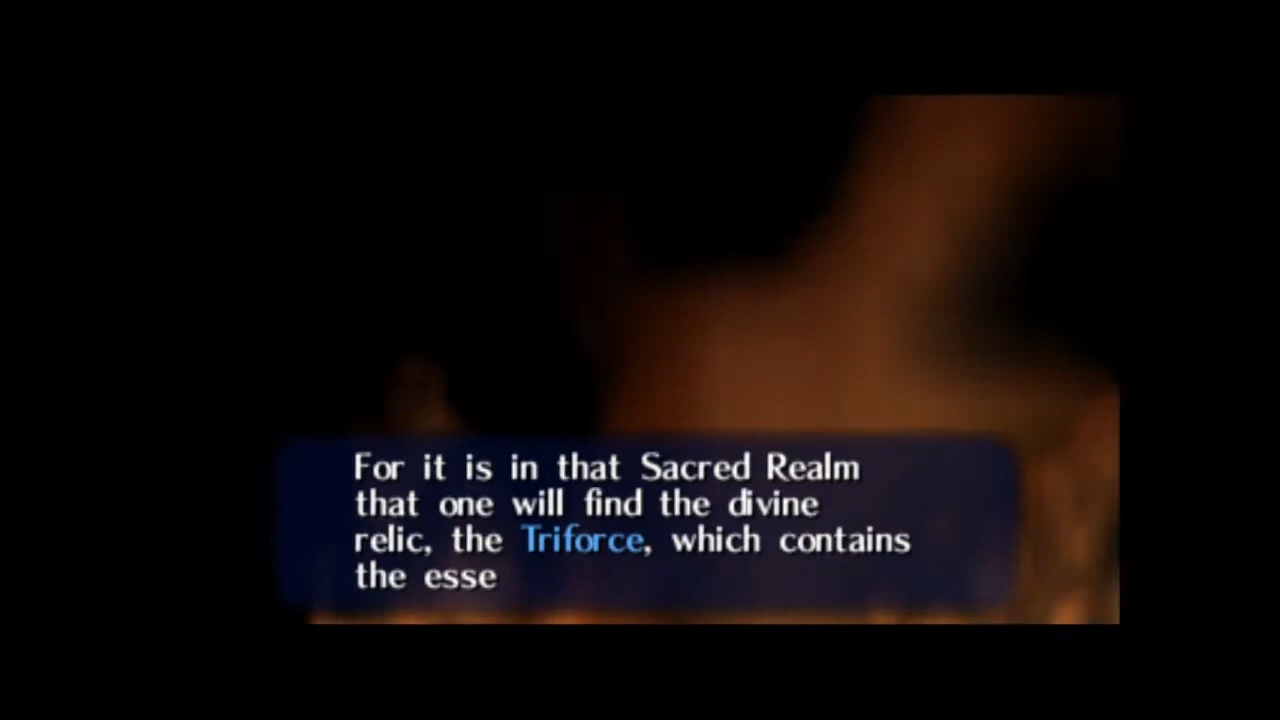 For it is in that Sacred Realm
that one will find the divine
relic, the Triforce, which contains
the esse